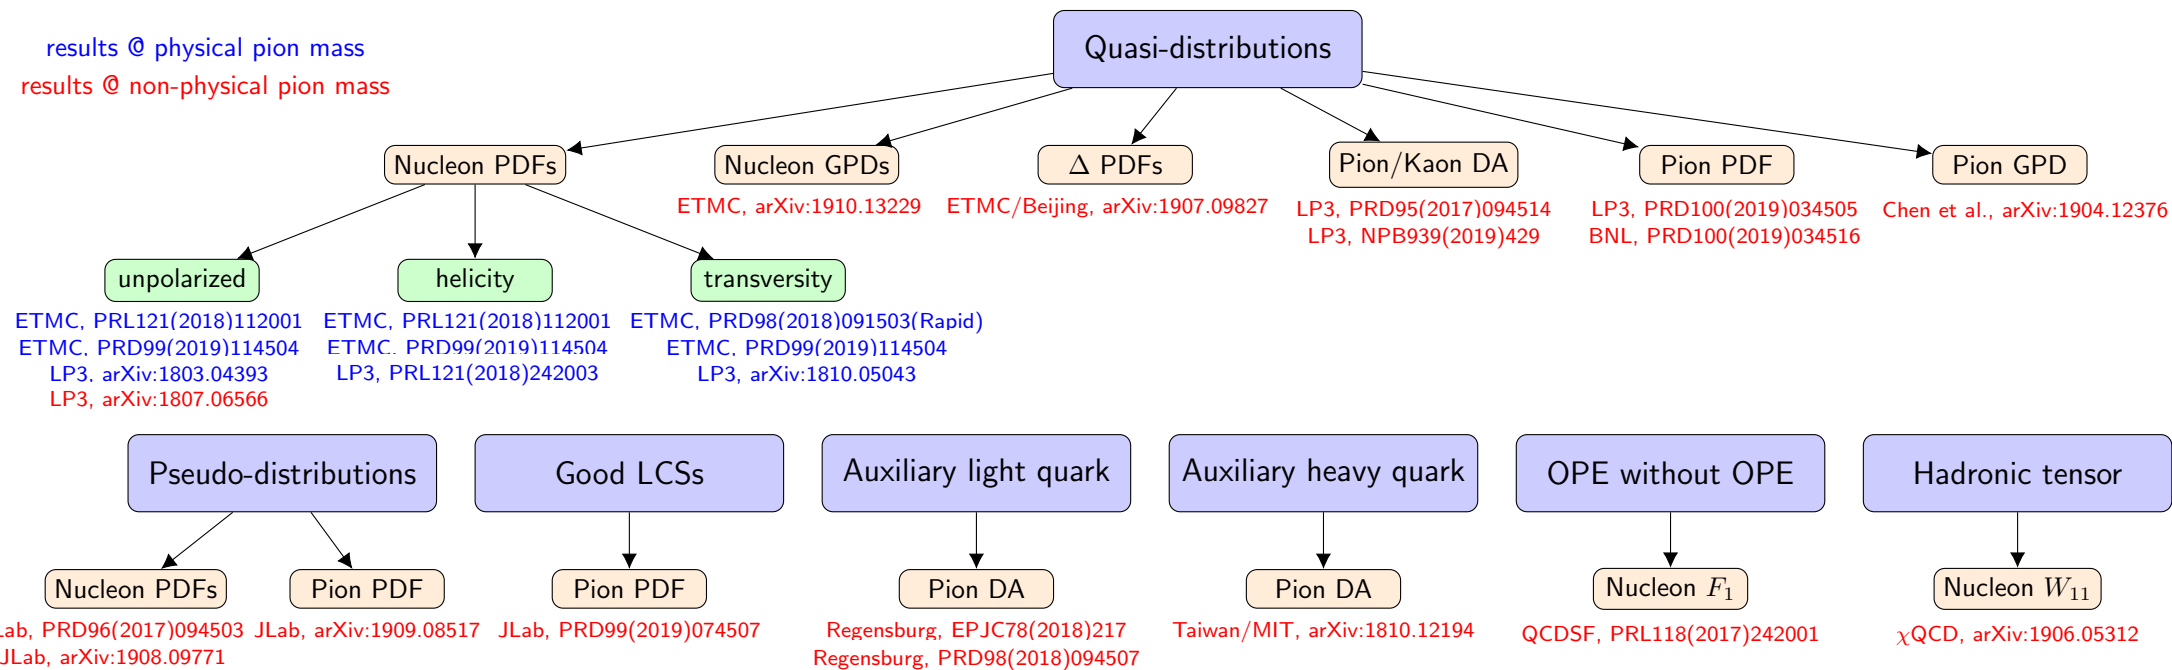 results @ physical pion mass
results @ non-physical pion mass
Quasi-distributions
Nucleon PDFs
Nucleon GPDs
Δ PDFs
Pion/Kaon DA
Pion PDF
Pion GPD
ETMC, arXiv:1910.13229
ETMC/Beijing, arXiv:1907.09827
LP3, PRD95(2017)094514
LP3, NPB939(2019)429
LP3, PRD100(2019)034505
BNL, PRD100(2019)034516
Chen et al., arXiv:1904.12376
unpolarized
helicity
transversity
ETMC, PRL121(2018)112001
ETMC, PRD99(2019)114504
LP3, arXiv:1803.04393
LP3, arXiv:1807.06566
ETMC, PRL121(2018)112001
ETMC, PRD99(2019)114504
LP3, PRL121(2018)242003
ETMC, PRD98(2018)091503(Rapid)
ETMC, PRD99(2019)114504
LP3, arXiv:1810.05043
Pseudo-distributions
Good LCSs
Auxiliary light quark
Auxiliary heavy quark
OPE without OPE
Hadronic tensor
Nucleon PDFs
Pion PDF
Pion PDF
Pion DA
Pion DA
Nucleon F₁
Nucleon W₁₁
Lab, PRD96(2017)094503
JLab, arXiv:1908.09771
JLab, arXiv:1909.08517
JLab, PRD99(2019)074507
Regensburg, EPJC78(2018)217
Regensburg, PRD98(2018)094507
Taiwan/MIT, arXiv:1810.12194
QCDSF, PRL118(2017)242001
χQCD, arXiv:1906.05312